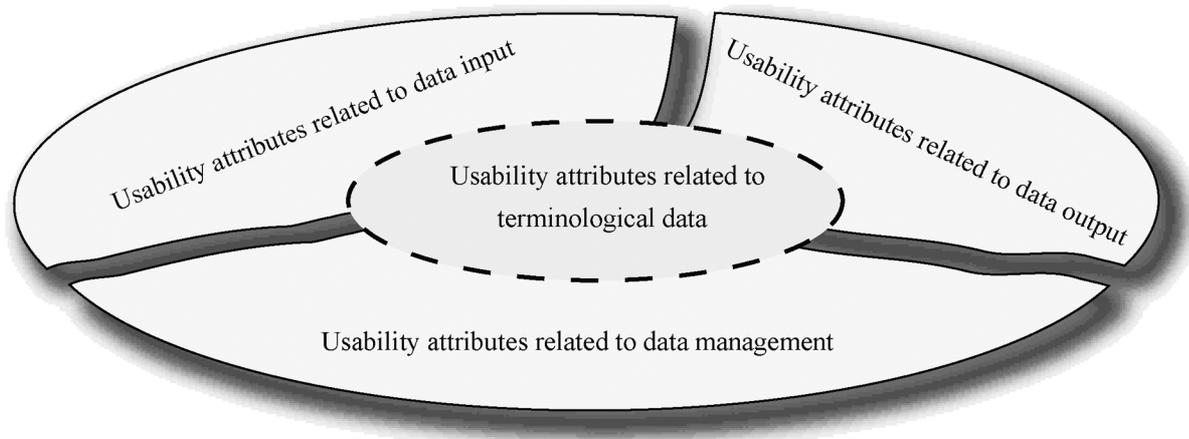 Usability attributes related to data input
Usability attributes related to data output
Usability attributes related to
terminological data
Usability attributes related to data management